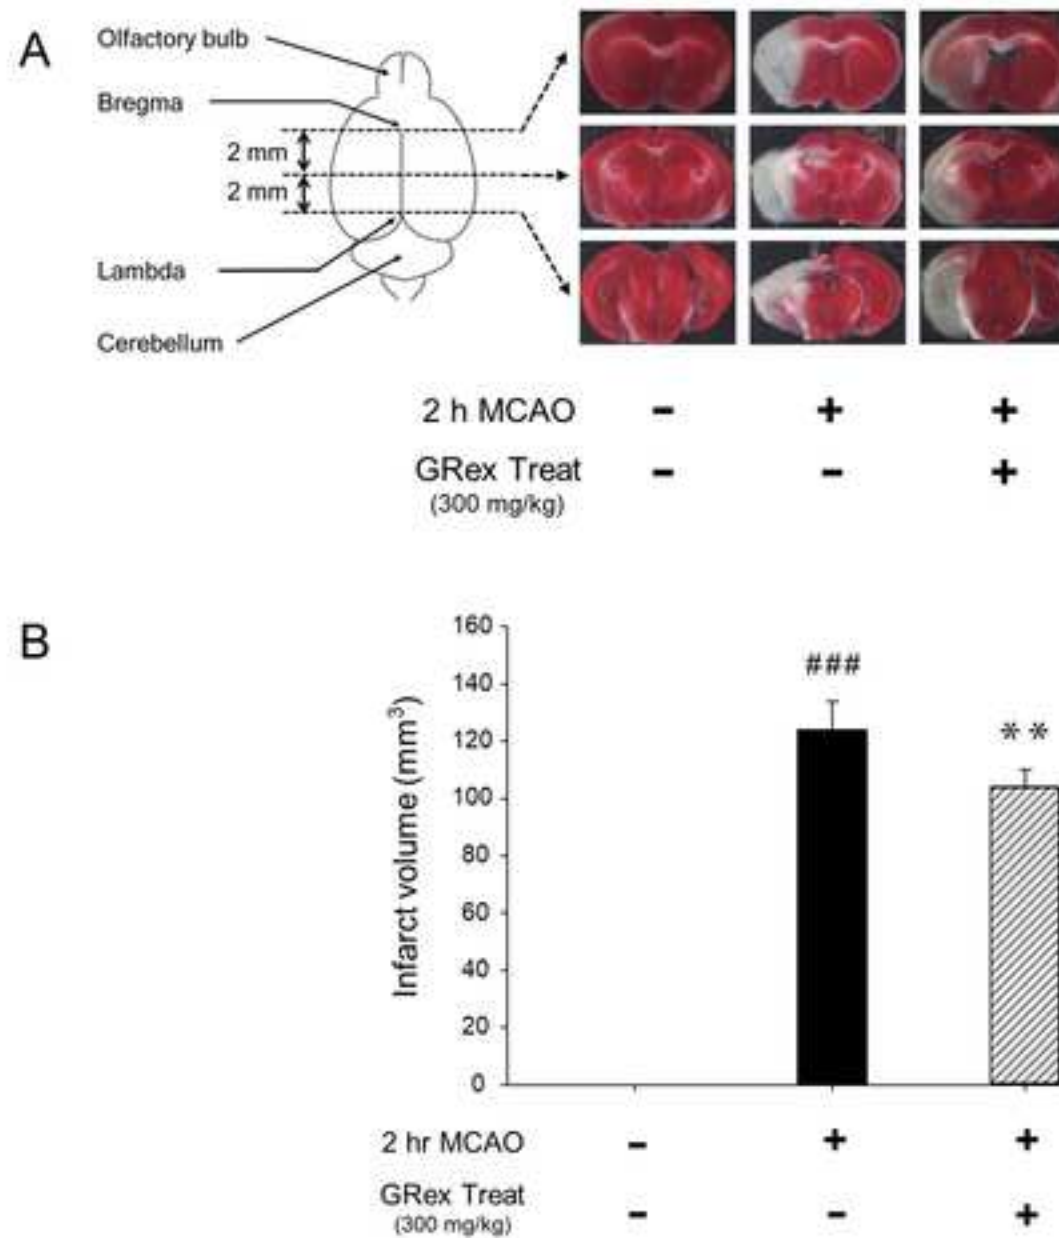 A
Olfactory bulb
Bregma
2 mm
2 mm
Lambda
Cerebellum
2 h MCAO - + +
GRex Treat - - +
(300 mg/kg)
B
Infarct volume (mm³)
160
140
120
100
80
60
40
20
0
###
**
2 hr MCAO - + +
GRex Treat - - +
(300 mg/kg)